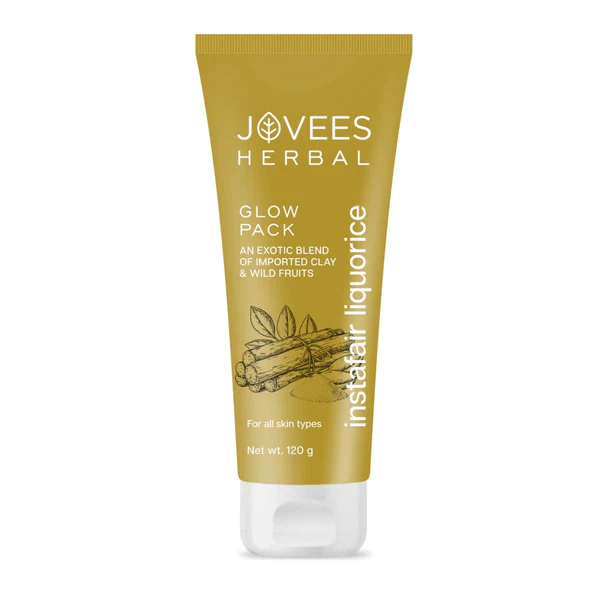 JOVEES
HERBAL
GLOW
PACK
AN EXOTIC BLEND
OF IMPORTED CLAY
& WILD FRUITS
instafair liquorice
For all skin types
Net wt. 120 g